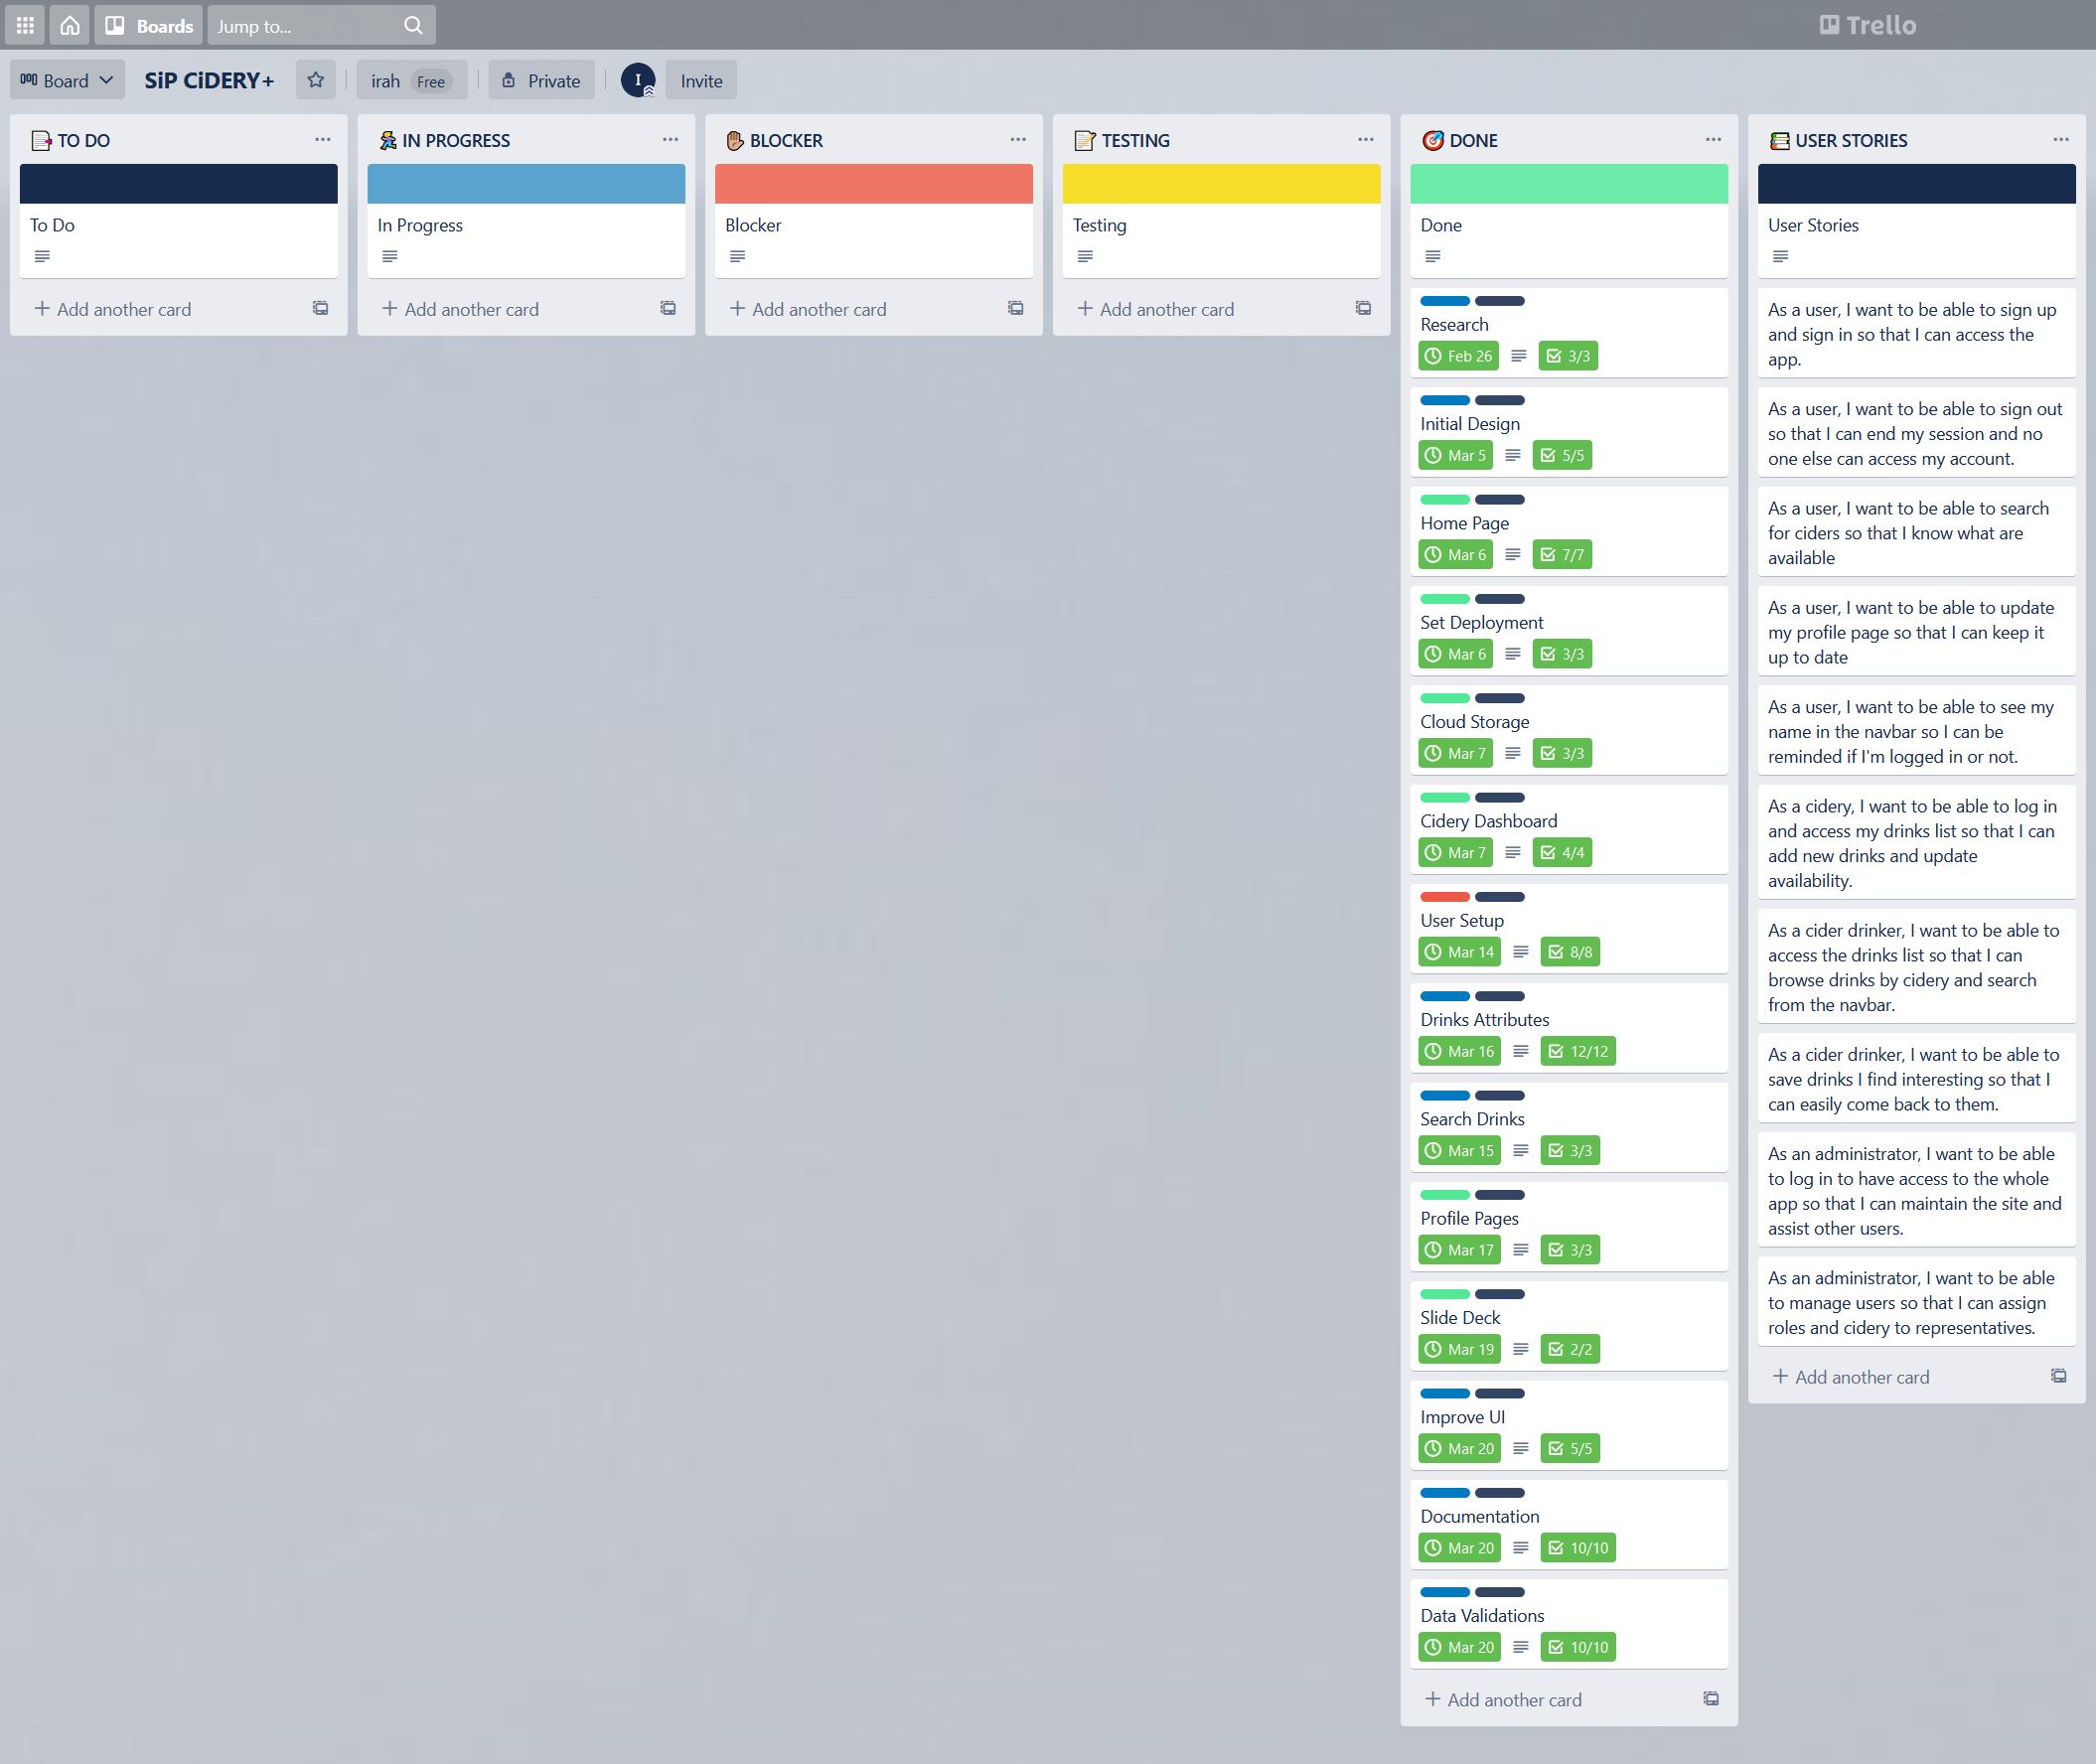 Boards
Jump to...
Trello
Board
SiP CiDERY+
irah Free
Private
I
Invite
TO DO
To Do
Add another card
IN PROGRESS
In Progress
Add another card
BLOCKER
Blocker
Add another card
TESTING
Testing
Add another card
DONE
Done
Research
Feb 26 3/3
Initial Design
Mar 5 5/5
Home Page
Mar 6 7/7
Set Deployment
Mar 6 3/3
Cloud Storage
Mar 7 3/3
Cidery Dashboard
Mar 7 4/4
User Setup
Mar 14 8/8
Drinks Attributes
Mar 16 12/12
Search Drinks
Mar 15 3/3
Profile Pages
Mar 17 3/3
Slide Deck
Mar 19 2/2
Improve UI
Mar 20 5/5
Documentation
Mar 20 10/10
Data Validations
Mar 20 10/10
Add another card
USER STORIES
User Stories
As a user, I want to be able to sign up
and sign in so that I can access the
app.
As a user, I want to be able to sign out
so that I can end my session and no
one else can access my account.
As a user, I want to be able to search
for ciders so that I know what are
available
As a user, I want to be able to update
my profile page so that I can keep it
up to date
As a user, I want to be able to see my
name in the navbar so I can be
reminded if I'm logged in or not.
As a cidery, I want to be able to log in
and access my drinks list so that I can
add new drinks and update
availability.
As a cider drinker, I want to be able to
access the drinks list so that I can
browse drinks by cidery and search
from the navbar.
As a cider drinker, I want to be able to
save drinks I find interesting so that I
can easily come back to them.
As an administrator, I want to be able
to log in to have access to the whole
app so that I can maintain the site and
assist other users.
As an administrator, I want to be able
to manage users so that I can assign
roles and cidery to representatives.
Add another card